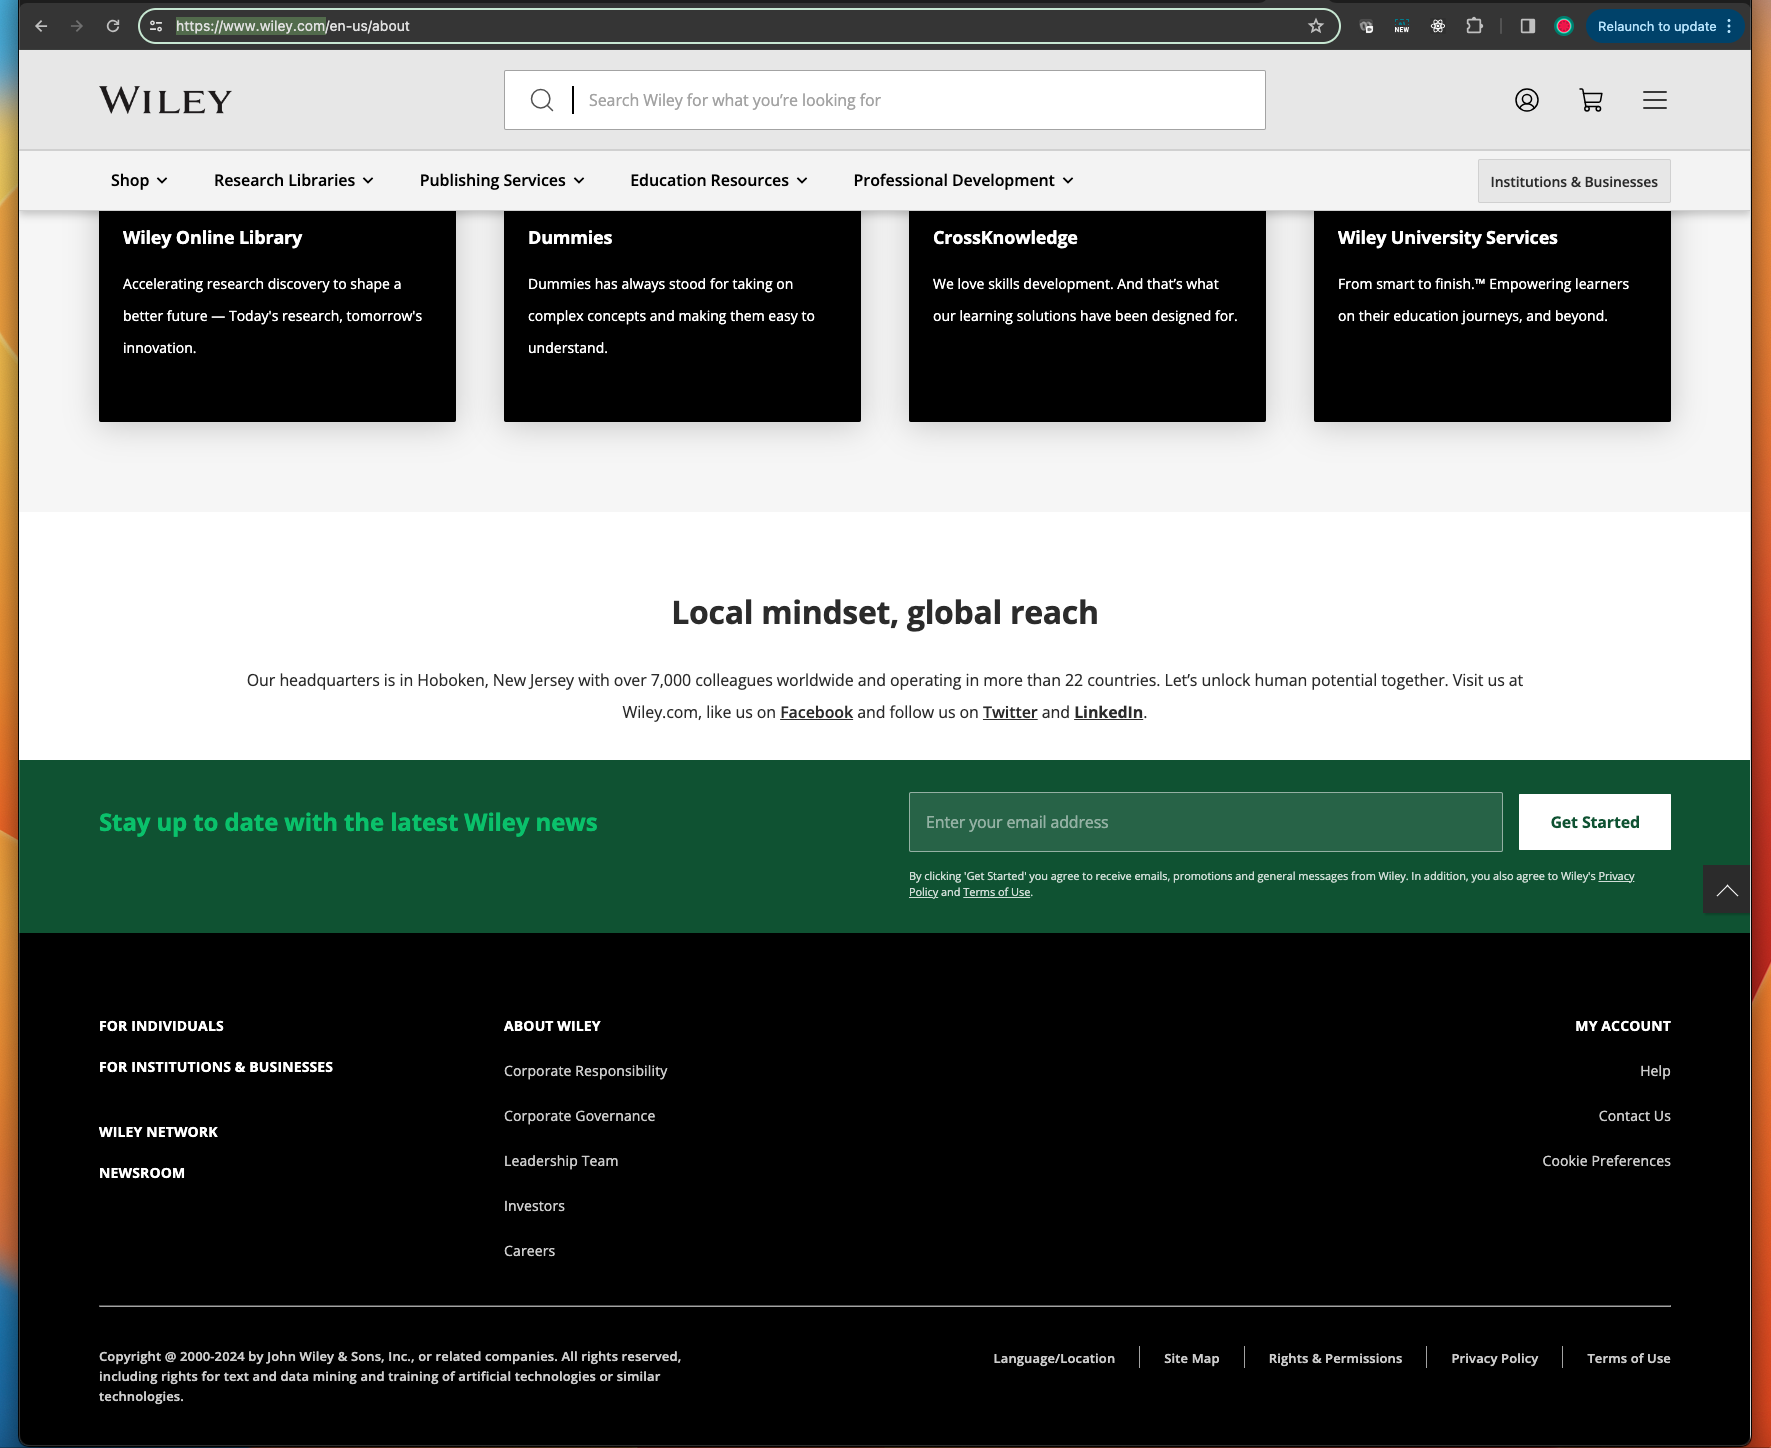 https://www.wiley.com/en-us/about
NEW
Relaunch to update
WILEY
Search Wiley for what you’re looking for
Shop
Research Libraries
Publishing Services
Education Resources
Professional Development
Institutions & Businesses
Wiley Online Library
Accelerating research discovery to shape a
better future — Today's research, tomorrow's
innovation.
Dummies
Dummies has always stood for taking on
complex concepts and making them easy to
understand.
CrossKnowledge
We love skills development. And that’s what
our learning solutions have been designed for.
Wiley University Services
From smart to finish.™ Empowering learners
on their education journeys, and beyond.
Local mindset, global reach
Our headquarters is in Hoboken, New Jersey with over 7,000 colleagues worldwide and operating in more than 22 countries. Let’s unlock human potential together. Visit us at
Wiley.com, like us on Facebook and follow us on Twitter and LinkedIn.
Stay up to date with the latest Wiley news
Enter your email address
Get Started
By clicking 'Get Started' you agree to receive emails, promotions and general messages from Wiley. In addition, you also agree to Wiley's Privacy
Policy and Terms of Use.
FOR INDIVIDUALS
FOR INSTITUTIONS & BUSINESSES
WILEY NETWORK
NEWSROOM
ABOUT WILEY
Corporate Responsibility
Corporate Governance
Leadership Team
Investors
Careers
MY ACCOUNT
Help
Contact Us
Cookie Preferences
Copyright @ 2000-2024 by John Wiley & Sons, Inc., or related companies. All rights reserved,
including rights for text and data mining and training of artificial technologies or similar
technologies.
Language/Location
Site Map
Rights & Permissions
Privacy Policy
Terms of Use